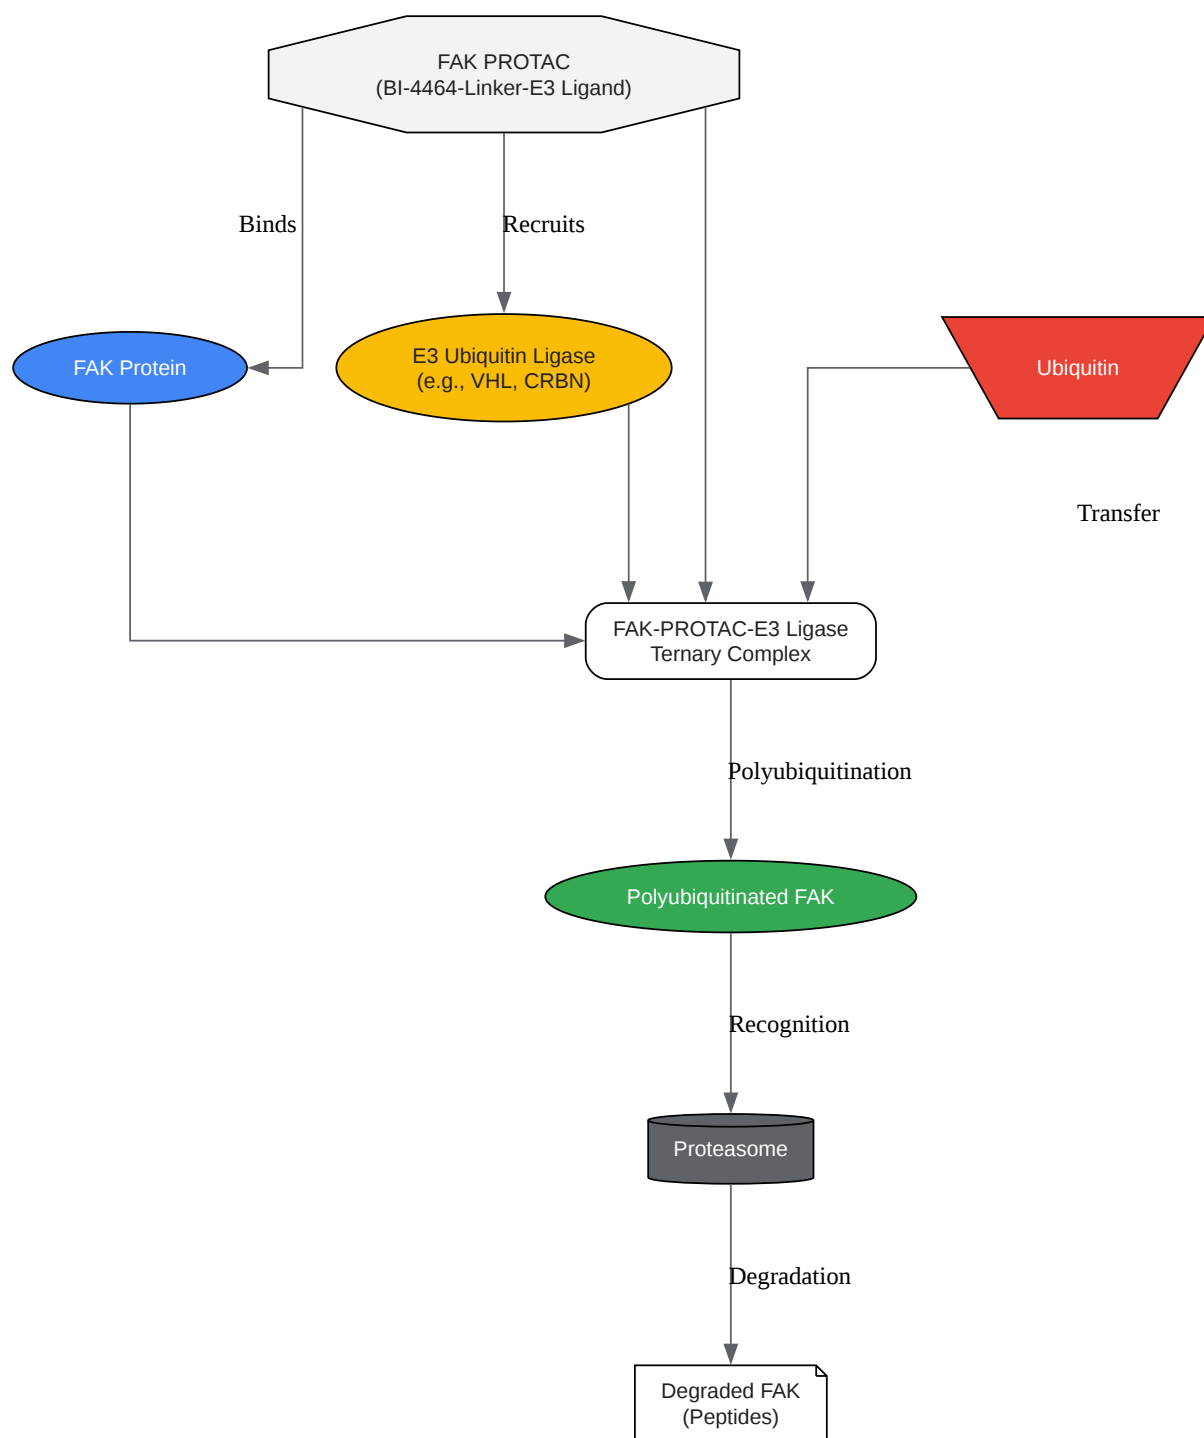 FAK PROTAC
(BI-4464-Linker-E3 Ligand)
Binds
Recruits
FAK Protein
E3 Ubiquitin Ligase
(e.g., VHL, CRBN)
Ubiquitin
Transfer
FAK-PROTAC-E3 Ligase
Ternary Complex
Polyubiquitination
Polyubiquitinated FAK
Recognition
Proteasome
Degradation
Degraded FAK
(Peptides)